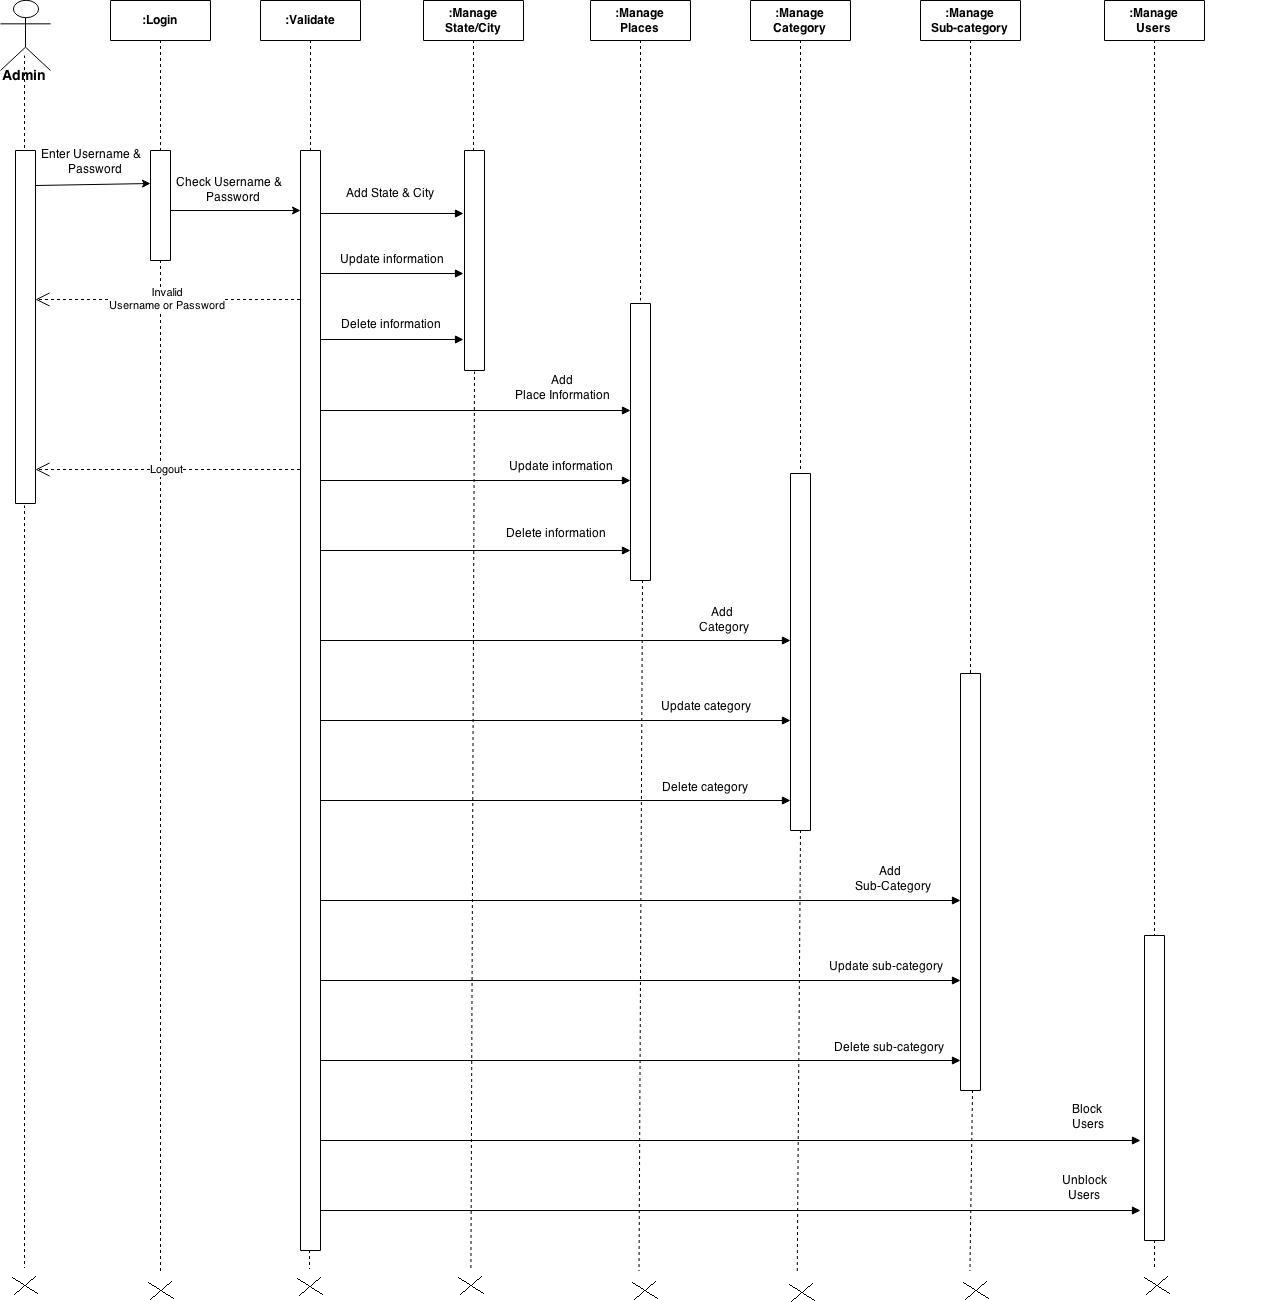 :Login
:Validate
:Manage
State/City
:Manage
Places
:Manage
Category
:Manage
Sub-category
:Manage
Users
Admin
Enter Username &
Password
Check Username &
Password
Add State & City
Update information
Invalid
Username or Password
Delete information
Add
Place Information
Logout
Update information
Delete information
Add
Category
Update category
Delete category
Add
Sub-Category
Update sub-category
Delete sub-category
Block
Users
Unblock
Users